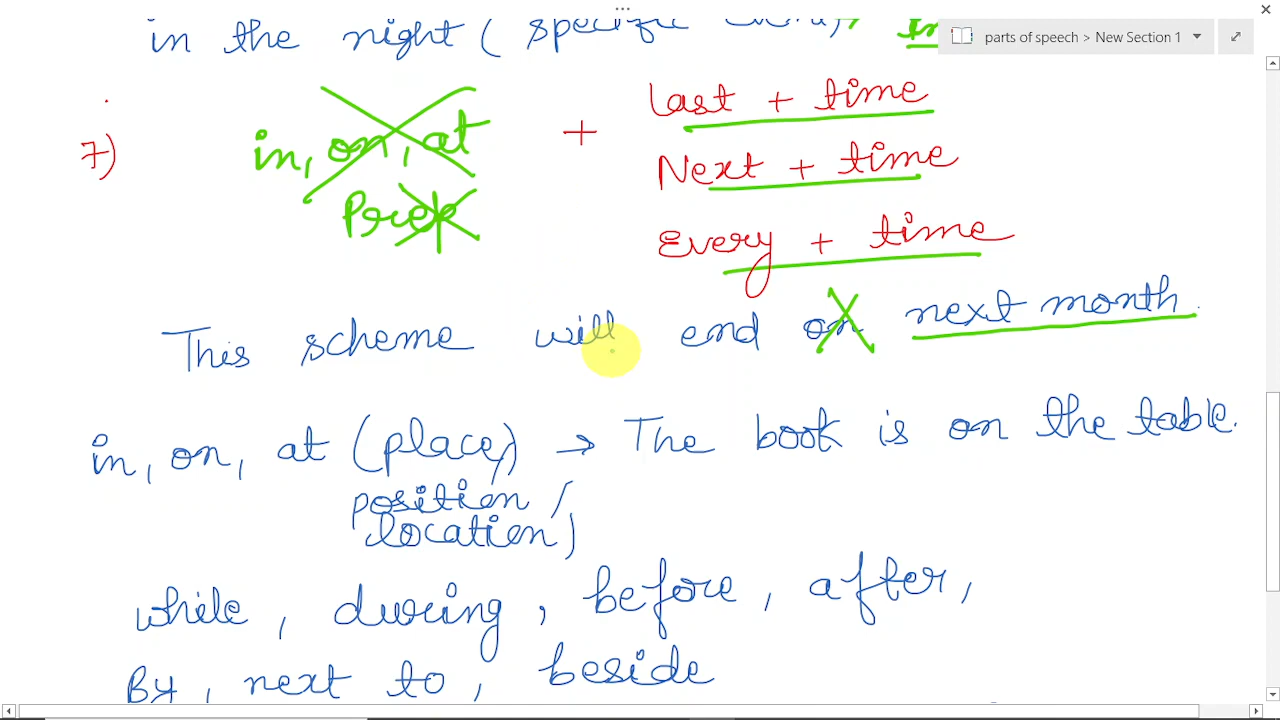 parts of speech > New Section 1
in the night (specific
7)
in, on, at
Prep
+
Last + time
Next + time
Every + time
This scheme will end on next month.
in, on, at (place) → The book is on the table.
position /
location)
while, during, before, after,
By, next to, beside